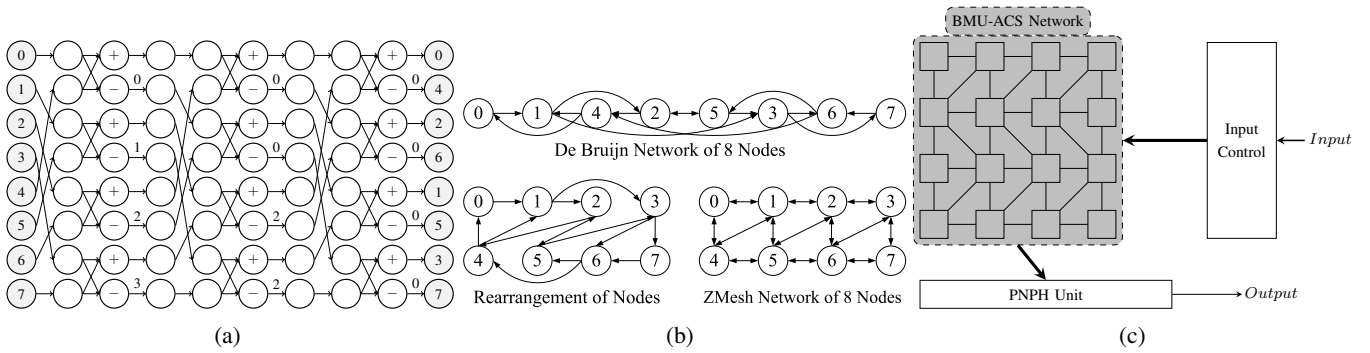 0 + + + 0
1 − 0 − 0 − 0 4
2 + + + 2
3 − 1 − 0 − 0 6
4 + + + 1
5 − 2 − 2 − 0 5
6 + + + 3
7 − 3 − 2 − 0 7
(a)
0 1 4 2 5 3 6 7
De Bruijn Network of 8 Nodes
0 1 2 3
4 5 6 7
Rearrangement of Nodes
0 1 2 3
4 5 6 7
ZMesh Network of 8 Nodes
(b)
BMU-ACS Network
Input
Control
Input
PNPH Unit
Output
(c)